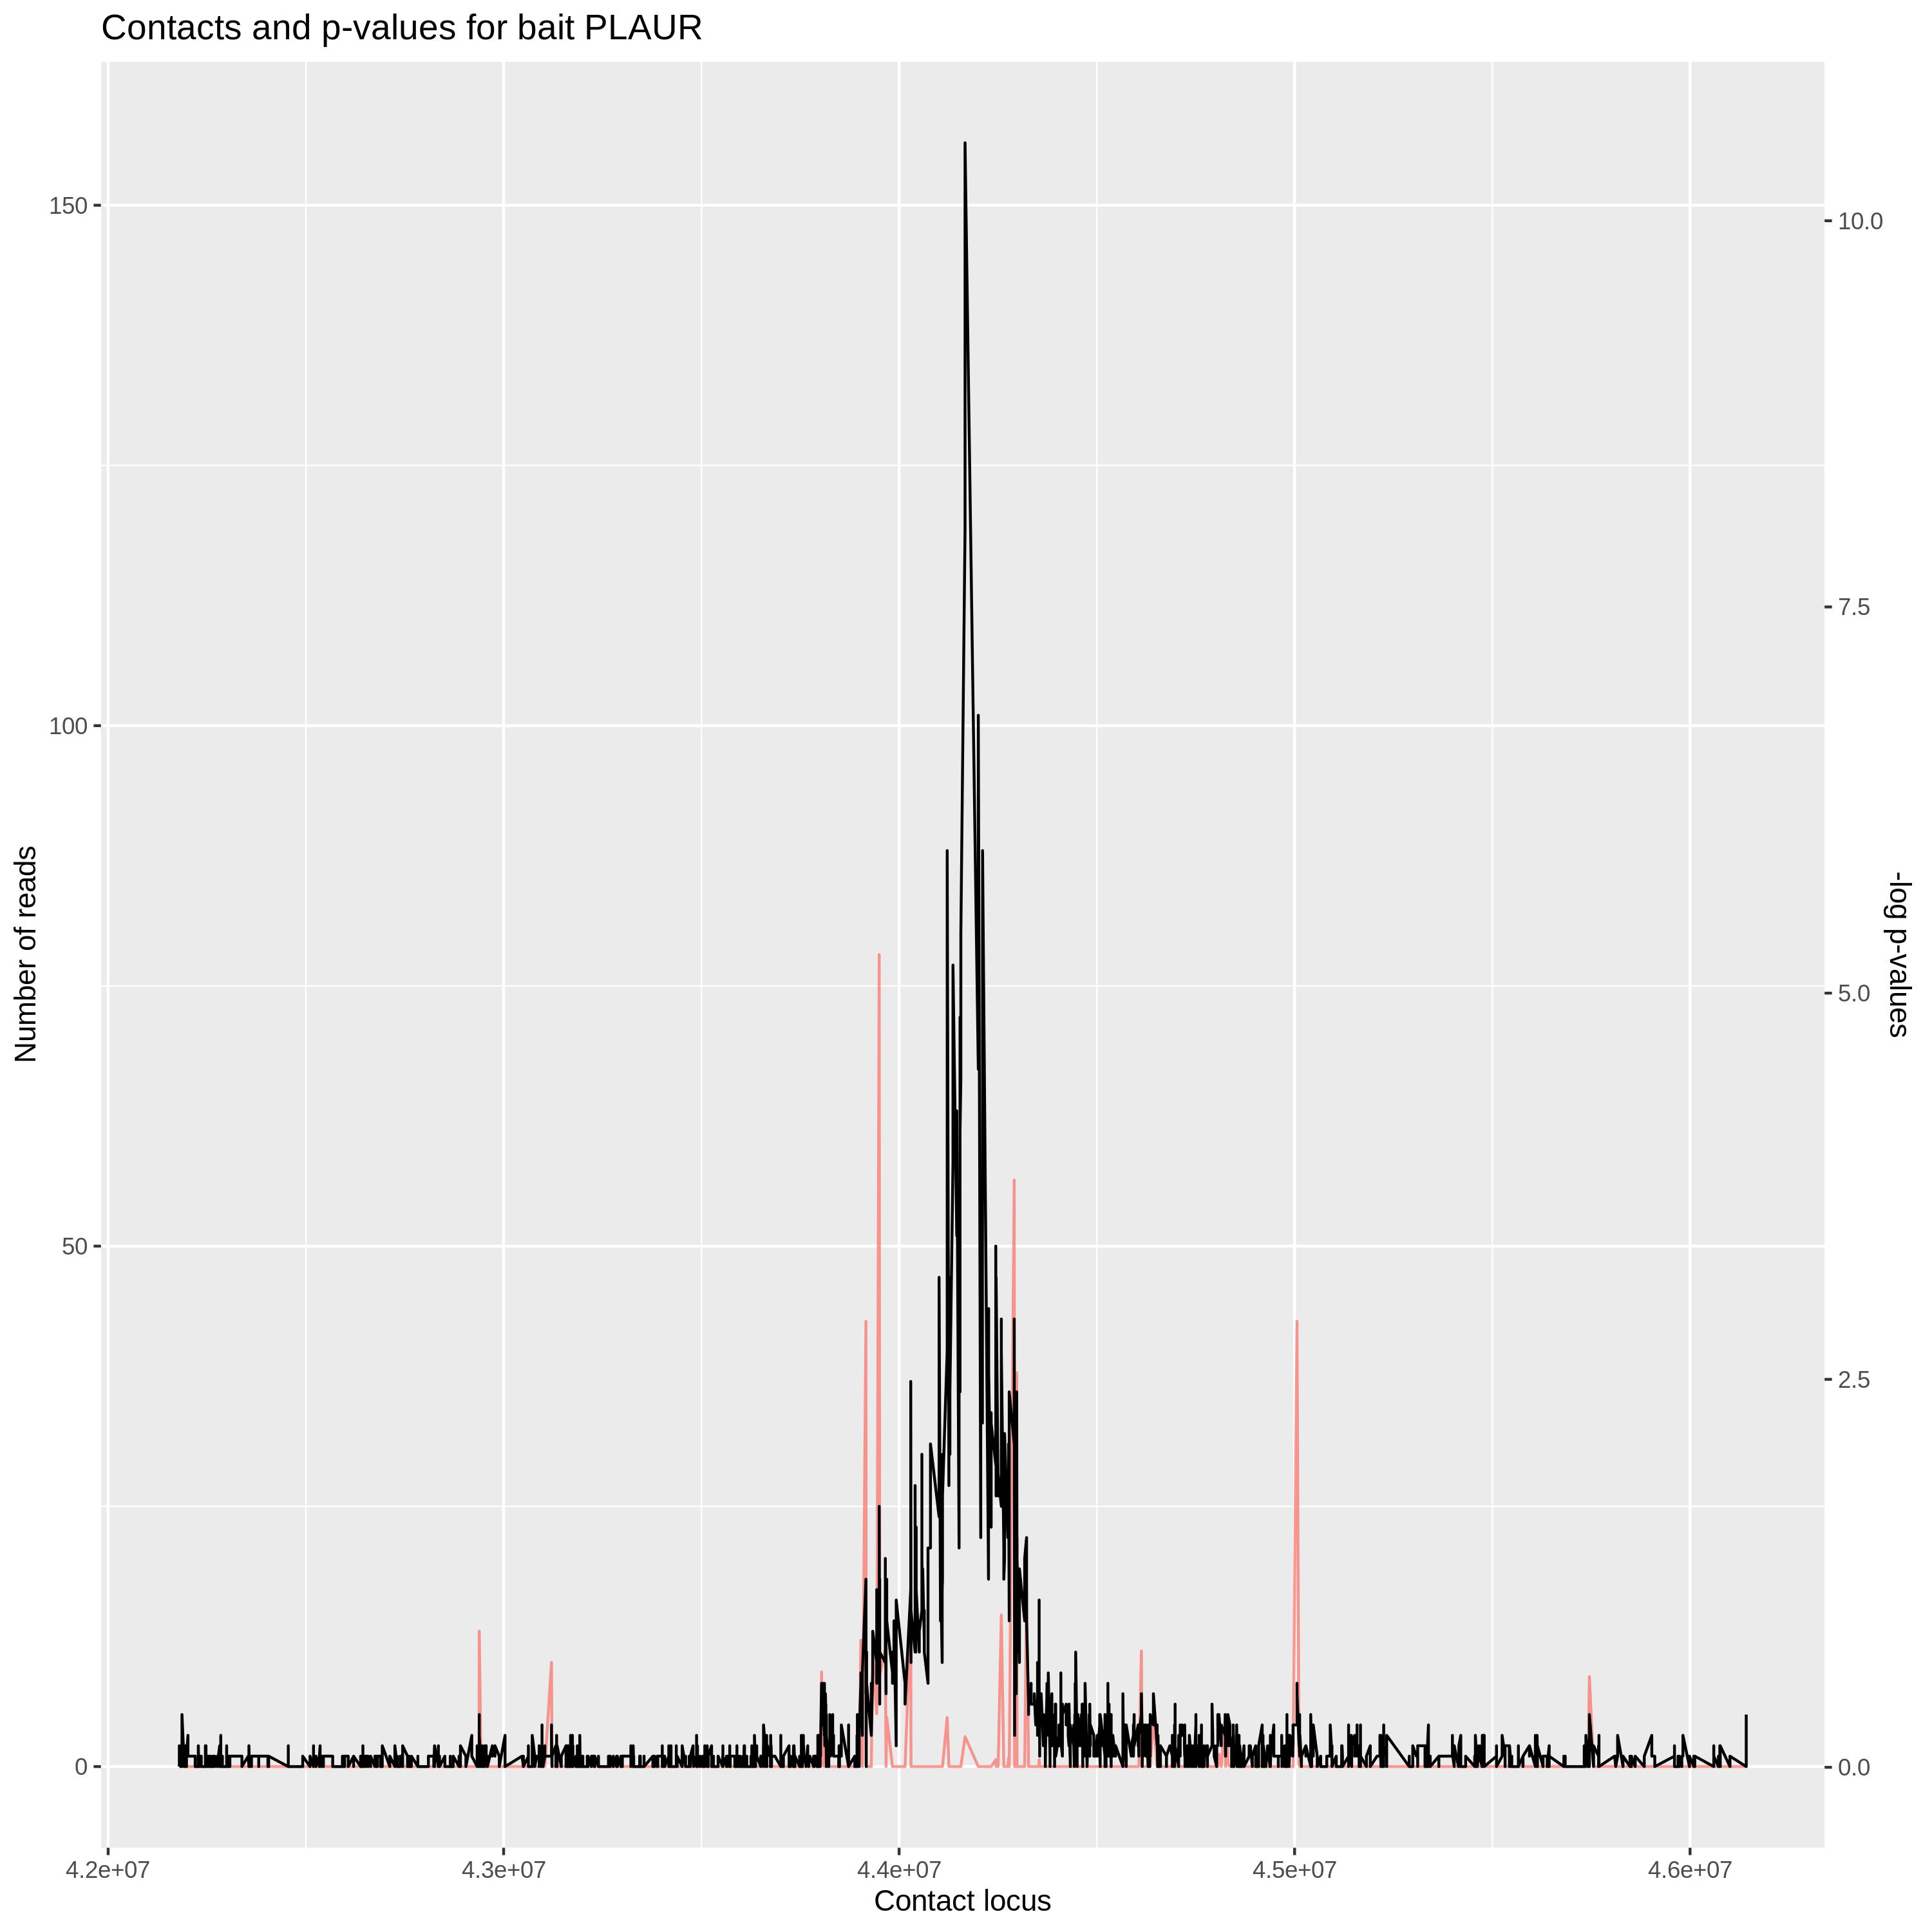 Contacts and p-values for bait PLAUR
150
100
50
0
Number of reads
10.0
7.5
5.0
2.5
0.0
-log p-values
4.2e+07 4.3e+07 4.4e+07 4.5e+07 4.6e+07
Contact locus